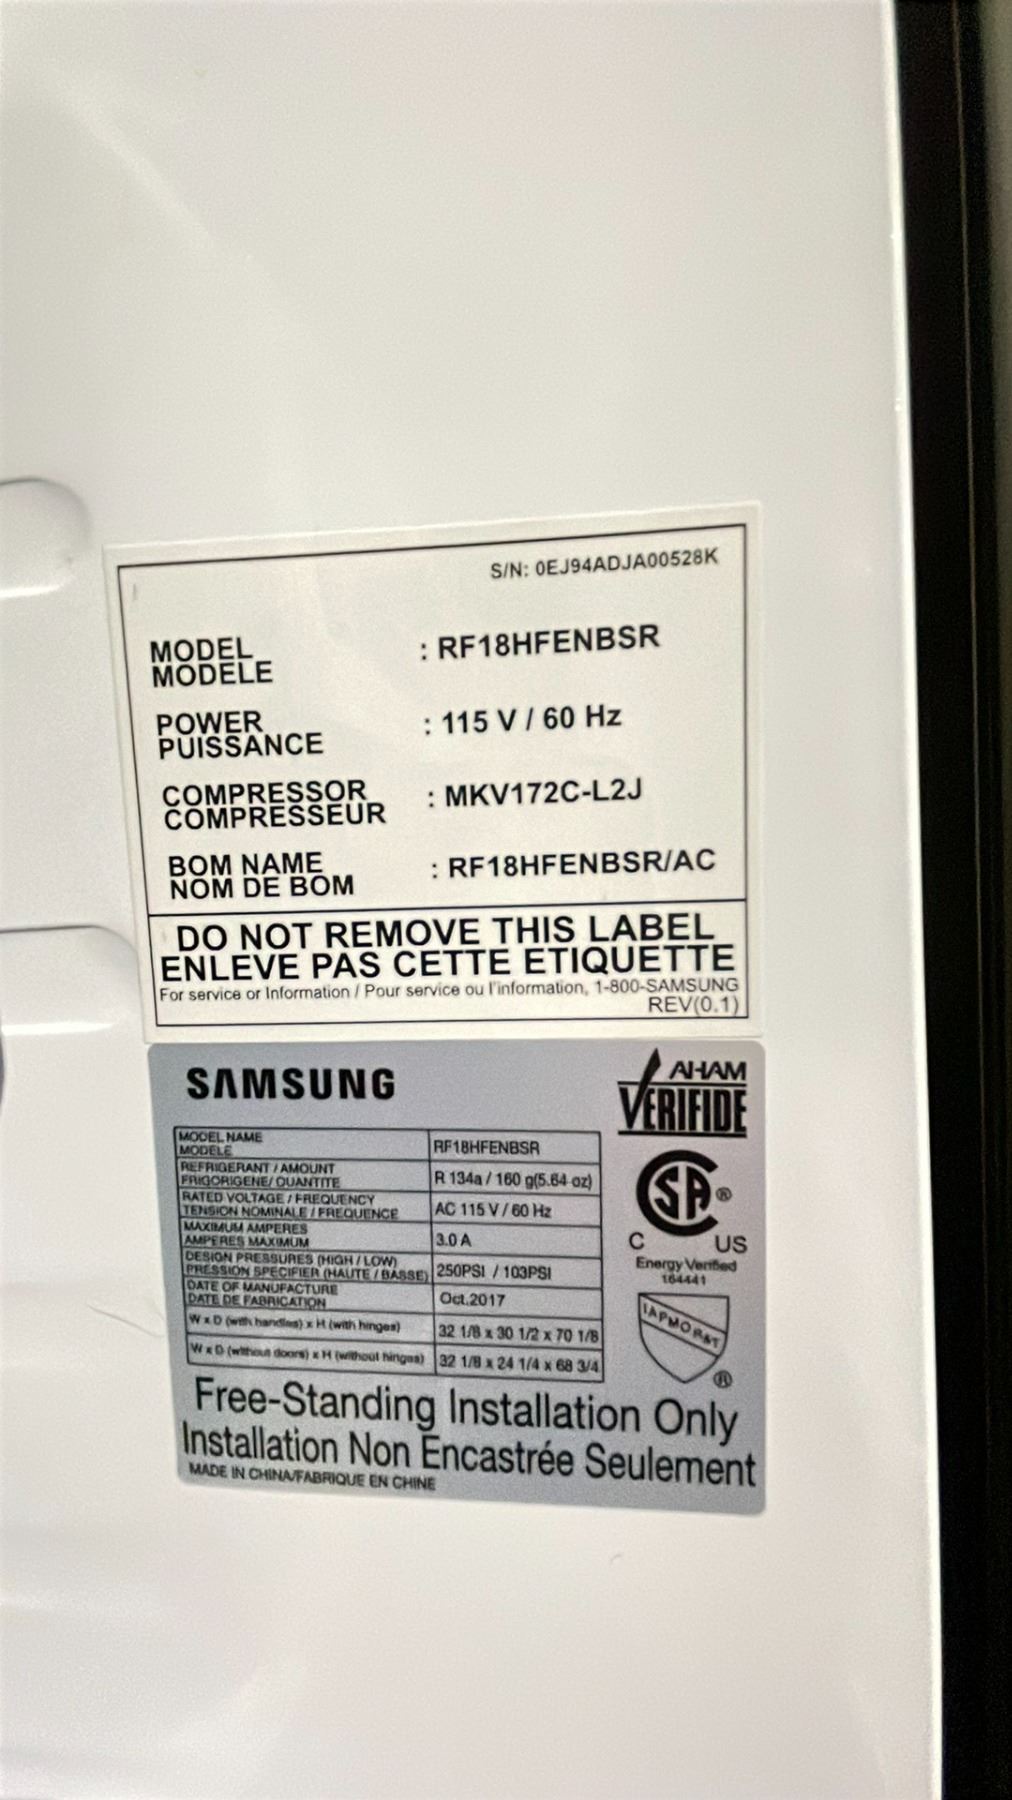 S/N: 0EJ94ADJA00528K
MODEL : RF18HFENBSR
MODELE
POWER : 115 V / 60 Hz
PUISSANCE
COMPRESSOR : MKV172C-L2J
COMPRESSEUR
BOM NAME : RF18HFENBSR/AC
NOM DE BOM
DO NOT REMOVE THIS LABEL
ENLEVE PAS CETTE ETIQUETTE
For service or Information / Pour service ou l'information, 1-800-SAMSUNG
REV(0.1)
SAMSUNG
AHAM
VERIFIDE
MODEL NAME
MODELE
RF18HFENBSR
REFRIGERANT / AMOUNT
FRIGORIGENE/ QUANTITE
R 134a / 160 g(5.64 oz)
RATED VOLTAGE / FREQUENCY
TENSION NOMINALE / FREQUENCE
AC 115 V / 60 Hz
MAXIMUM AMPERES
AMPERES MAXIMUM
3.0 A
DESIGN PRESSURES (HIGH / LOW)
PRESSION SPECIFIER (HAUTE / BASSE)
250PSI / 103PSI
DATE OF MANUFACTURE
DATE DE FABRICATION
Oct.2017
W x D (with handles) x H (with hinges)
32 1/8 x 30 1/2 x 70 1/8
W x D (without doors) x H (without hinges)
32 1/8 x 24 1/4 x 68 3/4
SA ®
C US
Energy Verified
164441
IAPMO R&T
®
Free-Standing Installation Only
Installation Non Encastrée Seulement
MADE IN CHINA/FABRIQUE EN CHINE